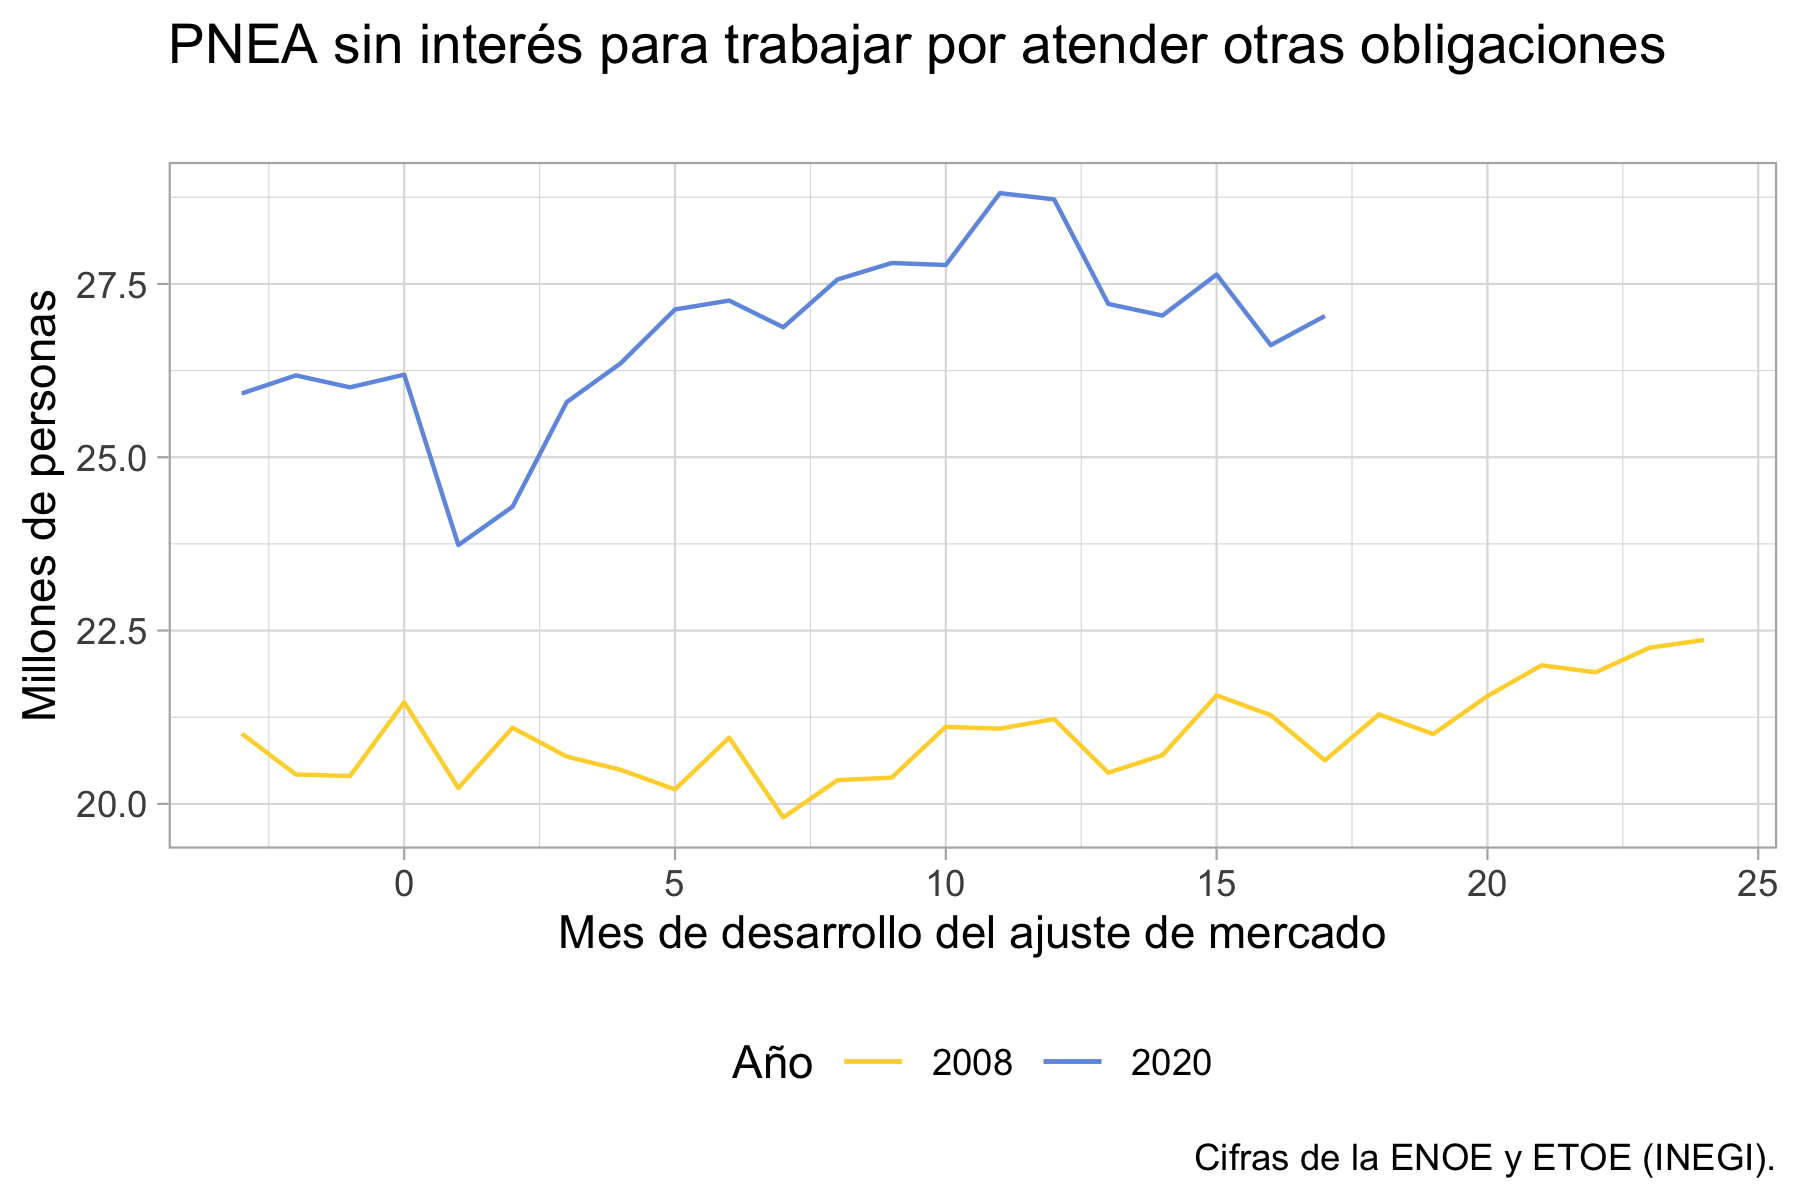 PNEA sin interés para trabajar por atender otras obligaciones
Millones de personas
27.5
25.0
22.5
20.0
0 5 10 15 20 25
Mes de desarrollo del ajuste de mercado
Año 2008 2020
Cifras de la ENOE y ETOE (INEGI).